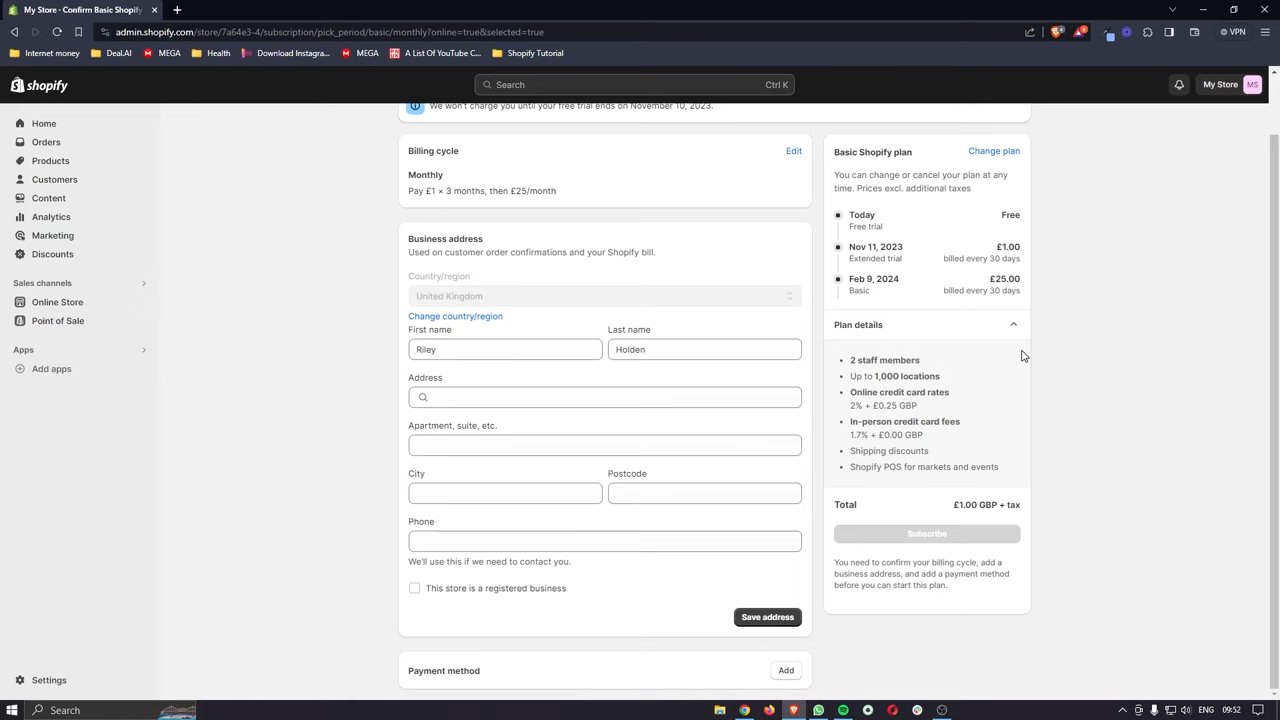 My Store - Confirm Basic Shopify
admin.shopify.com/store/7a64e3-4/subscription/pick_period/basic/monthly?online=true&selected=true
VPN
Internet money
Deal.AI
MEGA
Health
Download Instagra...
MEGA
A List Of YouTube C...
Shopify Tutorial
shopify
Search
Ctrl K
My Store
MS
We won't charge you until your free trial ends on November 10, 2023.
Home
Orders
Products
Customers
Content
Analytics
Marketing
Discounts
Sales channels
Online Store
Point of Sale
Apps
Add apps
Settings
Billing cycle
Edit
Monthly
Pay £1 × 3 months, then £25/month
Business address
Used on customer order confirmations and your Shopify bill.
Country/region
United Kingdom
Change country/region
First name
Last name
Riley
Holden
Address
Apartment, suite, etc.
City
Postcode
Phone
We'll use this if we need to contact you.
This store is a registered business
Save address
Payment method
Add
Basic Shopify plan
Change plan
You can change or cancel your plan at any
time. Prices excl. additional taxes
Today
Free
Free trial
Nov 11, 2023
£1.00
Extended trial
billed every 30 days
Feb 9, 2024
£25.00
Basic
billed every 30 days
Plan details
2 staff members
Up to 1,000 locations
Online credit card rates
2% + £0.25 GBP
In-person credit card fees
1.7% + £0.00 GBP
Shipping discounts
Shopify POS for markets and events
Total
£1.00 GBP + tax
Subscribe
You need to confirm your billing cycle, add a
business address, and add a payment method
before you can start this plan.
Search
ENG
09:52